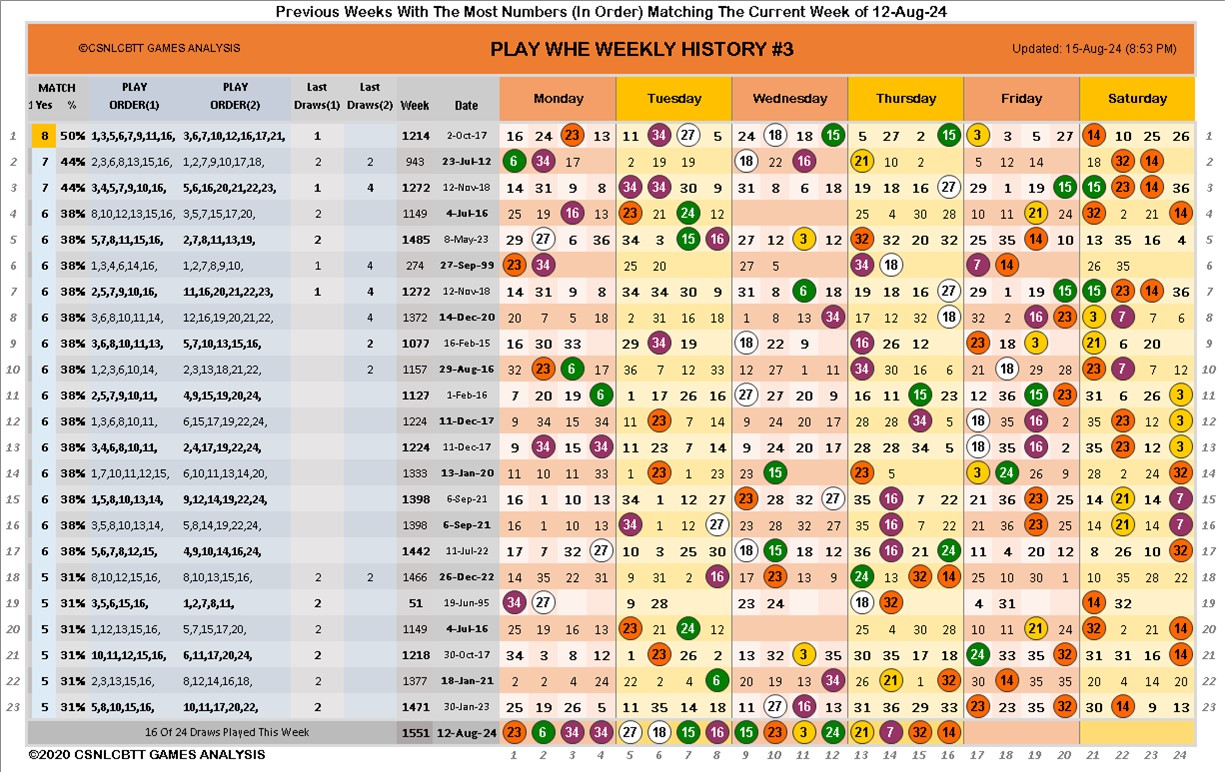 Previous Weeks With The Most Numbers (In Order) Matching The Current Week of 12-Aug-24
©CSNLCBTT GAMES ANALYSIS PLAY WHE WEEKLY HISTORY #3 Updated: 15-Aug-24 (8:53 PM)
MATCH PLAY PLAY Last Last
1 Yes % ORDER(1) ORDER(2) Draws(1) Draws(2) Week Date Monday Tuesday Wednesday Thursday Friday Saturday
1 8 50% 1,3,5,6,7,9,11,16, 3,6,7,10,12,16,17,21, 1 1214 2-Oct-17 16 24 23 13 11 34 27 5 24 18 18 15 5 27 2 15 3 3 5 27 14 10 25 26 1
2 7 44% 2,3,6,8,13,15,16, 1,2,7,9,10,17,18, 2 2 943 23-Jul-12 6 34 17 2 19 19 18 22 16 21 10 2 5 12 14 18 32 14 2
3 7 44% 3,4,5,7,9,10,16, 5,6,16,20,21,22,23, 1 4 1272 12-Nov-18 14 31 9 8 34 34 30 9 31 8 6 18 19 18 16 27 29 1 19 15 15 23 14 36 3
4 6 38% 8,10,12,13,15,16, 3,5,7,15,17,20, 2 1149 4-Jul-16 25 19 16 13 23 21 24 12 25 4 30 28 10 11 21 24 32 2 21 14 4
5 6 38% 5,7,8,11,15,16, 2,7,8,11,13,19, 2 1485 8-May-23 29 27 6 36 34 3 15 16 27 12 3 12 32 32 20 32 25 35 14 10 13 35 16 4 5
6 6 38% 1,3,4,6,14,16, 1,2,7,8,9,10 1 4 274 27-Sep-99 23 34 25 20 27 5 34 18 7 14 26 35 6
7 6 38% 2,5,7,9,10,16, 11,16,20,21,22,23, 1 4 1272 12-Nov-18 14 31 9 8 34 34 30 9 31 8 6 18 19 18 16 27 29 1 19 15 15 23 14 36 7
8 6 38% 3,6,8,10,11,14, 12,16,19,20,21,22, 4 1372 14-Dec-20 20 7 5 18 2 31 16 18 1 8 13 34 16 12 32 18 32 2 16 23 3 7 7 6 8
9 6 38% 3,6,8,10,11,13, 5,7,10,13,15,16, 2 1077 16-Feb-15 16 30 33 29 34 19 18 22 9 16 26 12 23 18 3 21 6 20 9
10 6 38% 1,2,3,6,10,14, 2,3,13,18,21,22, 2 1157 29-Aug-16 32 23 6 17 36 7 12 33 12 27 1 11 34 30 16 6 21 18 29 28 23 7 12 7 10
11 6 38% 2,5,7,9,10,11, 4,9,15,19,20,24, 1127 1-Feb-16 7 20 19 6 1 17 26 16 27 27 20 9 16 11 15 23 12 36 15 23 31 6 26 3 11
12 6 38% 1,3,6,8,10,11, 6,15,17,19,22,24, 1224 11-Dec-17 9 34 15 34 11 23 7 14 9 24 20 17 28 28 34 5 18 35 16 2 35 23 12 3 12
13 6 38% 3,4,6,8,10,11, 2,4,17,19,22,24, 1224 11-Dec-17 9 34 15 34 11 23 7 14 9 24 20 17 28 28 34 5 18 35 16 2 35 23 12 3 13
14 6 38% 1,7,10,11,12,15, 6,10,11,13,14,20, 1333 13-Jan-20 11 10 11 33 1 23 1 23 23 15 23 5 3 24 26 9 28 2 24 32 14
15 6 38% 1,5,8,10,13,14, 9,12,14,19,22,24, 1398 6-Sep-21 16 1 10 13 34 1 12 27 23 28 32 27 35 16 7 22 21 36 23 25 14 21 14 7 15
16 6 38% 3,5,8,10,13,14, 5,8,14,19,22,24, 1398 6-Sep-21 16 1 10 13 34 1 12 27 23 28 32 27 35 16 7 22 21 36 23 25 14 21 14 7 16
17 6 38% 5,6,7,8,12,15, 4,9,10,14,16,24, 1442 11-Jul-22 17 7 32 27 10 3 25 30 18 15 18 12 36 16 21 24 11 4 20 12 8 26 10 32 17
18 5 31% 8,10,12,15,16, 8,10,13,15,16, 2 2 1466 26-Dec-22 14 35 22 31 9 31 2 16 17 23 13 9 24 13 32 14 25 10 30 1 10 35 28 22 18
19 5 31% 3,5,6,15,16, 1,2,7,8,11, 2 51 19-Jun-95 34 27 9 28 23 24 18 32 4 31 14 32 19
20 5 31% 1,12,13,15,16, 5,7,15,17,20, 2 1149 4-Jul-16 25 19 16 13 23 21 24 12 25 4 30 28 10 11 21 24 32 2 21 14 20
21 5 31% 10,11,12,15,16, 6,11,17,20,24, 2 1218 30-Oct-17 34 3 8 12 1 23 26 2 13 32 3 35 30 35 17 18 24 33 35 32 31 31 16 14 21
22 5 31% 2,3,13,15,16, 8,12,14,16,18, 2 1377 18-Jan-21 2 2 4 24 22 2 8 6 20 19 13 34 26 21 1 32 30 14 35 35 20 4 14 20 22
23 5 31% 5,8,10,15,16, 10,11,17,20,22, 2 1471 30-Jan-23 25 19 26 5 11 35 14 18 11 27 16 13 31 36 29 33 23 23 35 32 30 14 9 13 23
16 Of 24 Draws Played This Week 1551 12-Aug-24 23 6 34 34 27 18 15 16 15 23 3 24 21 7 32 14
©2020 CSNLCBTT GAMES ANALYSIS 1 2 3 4 5 6 7 8 9 10 11 12 13 14 15 16 17 18 19 20 21 22 23 24